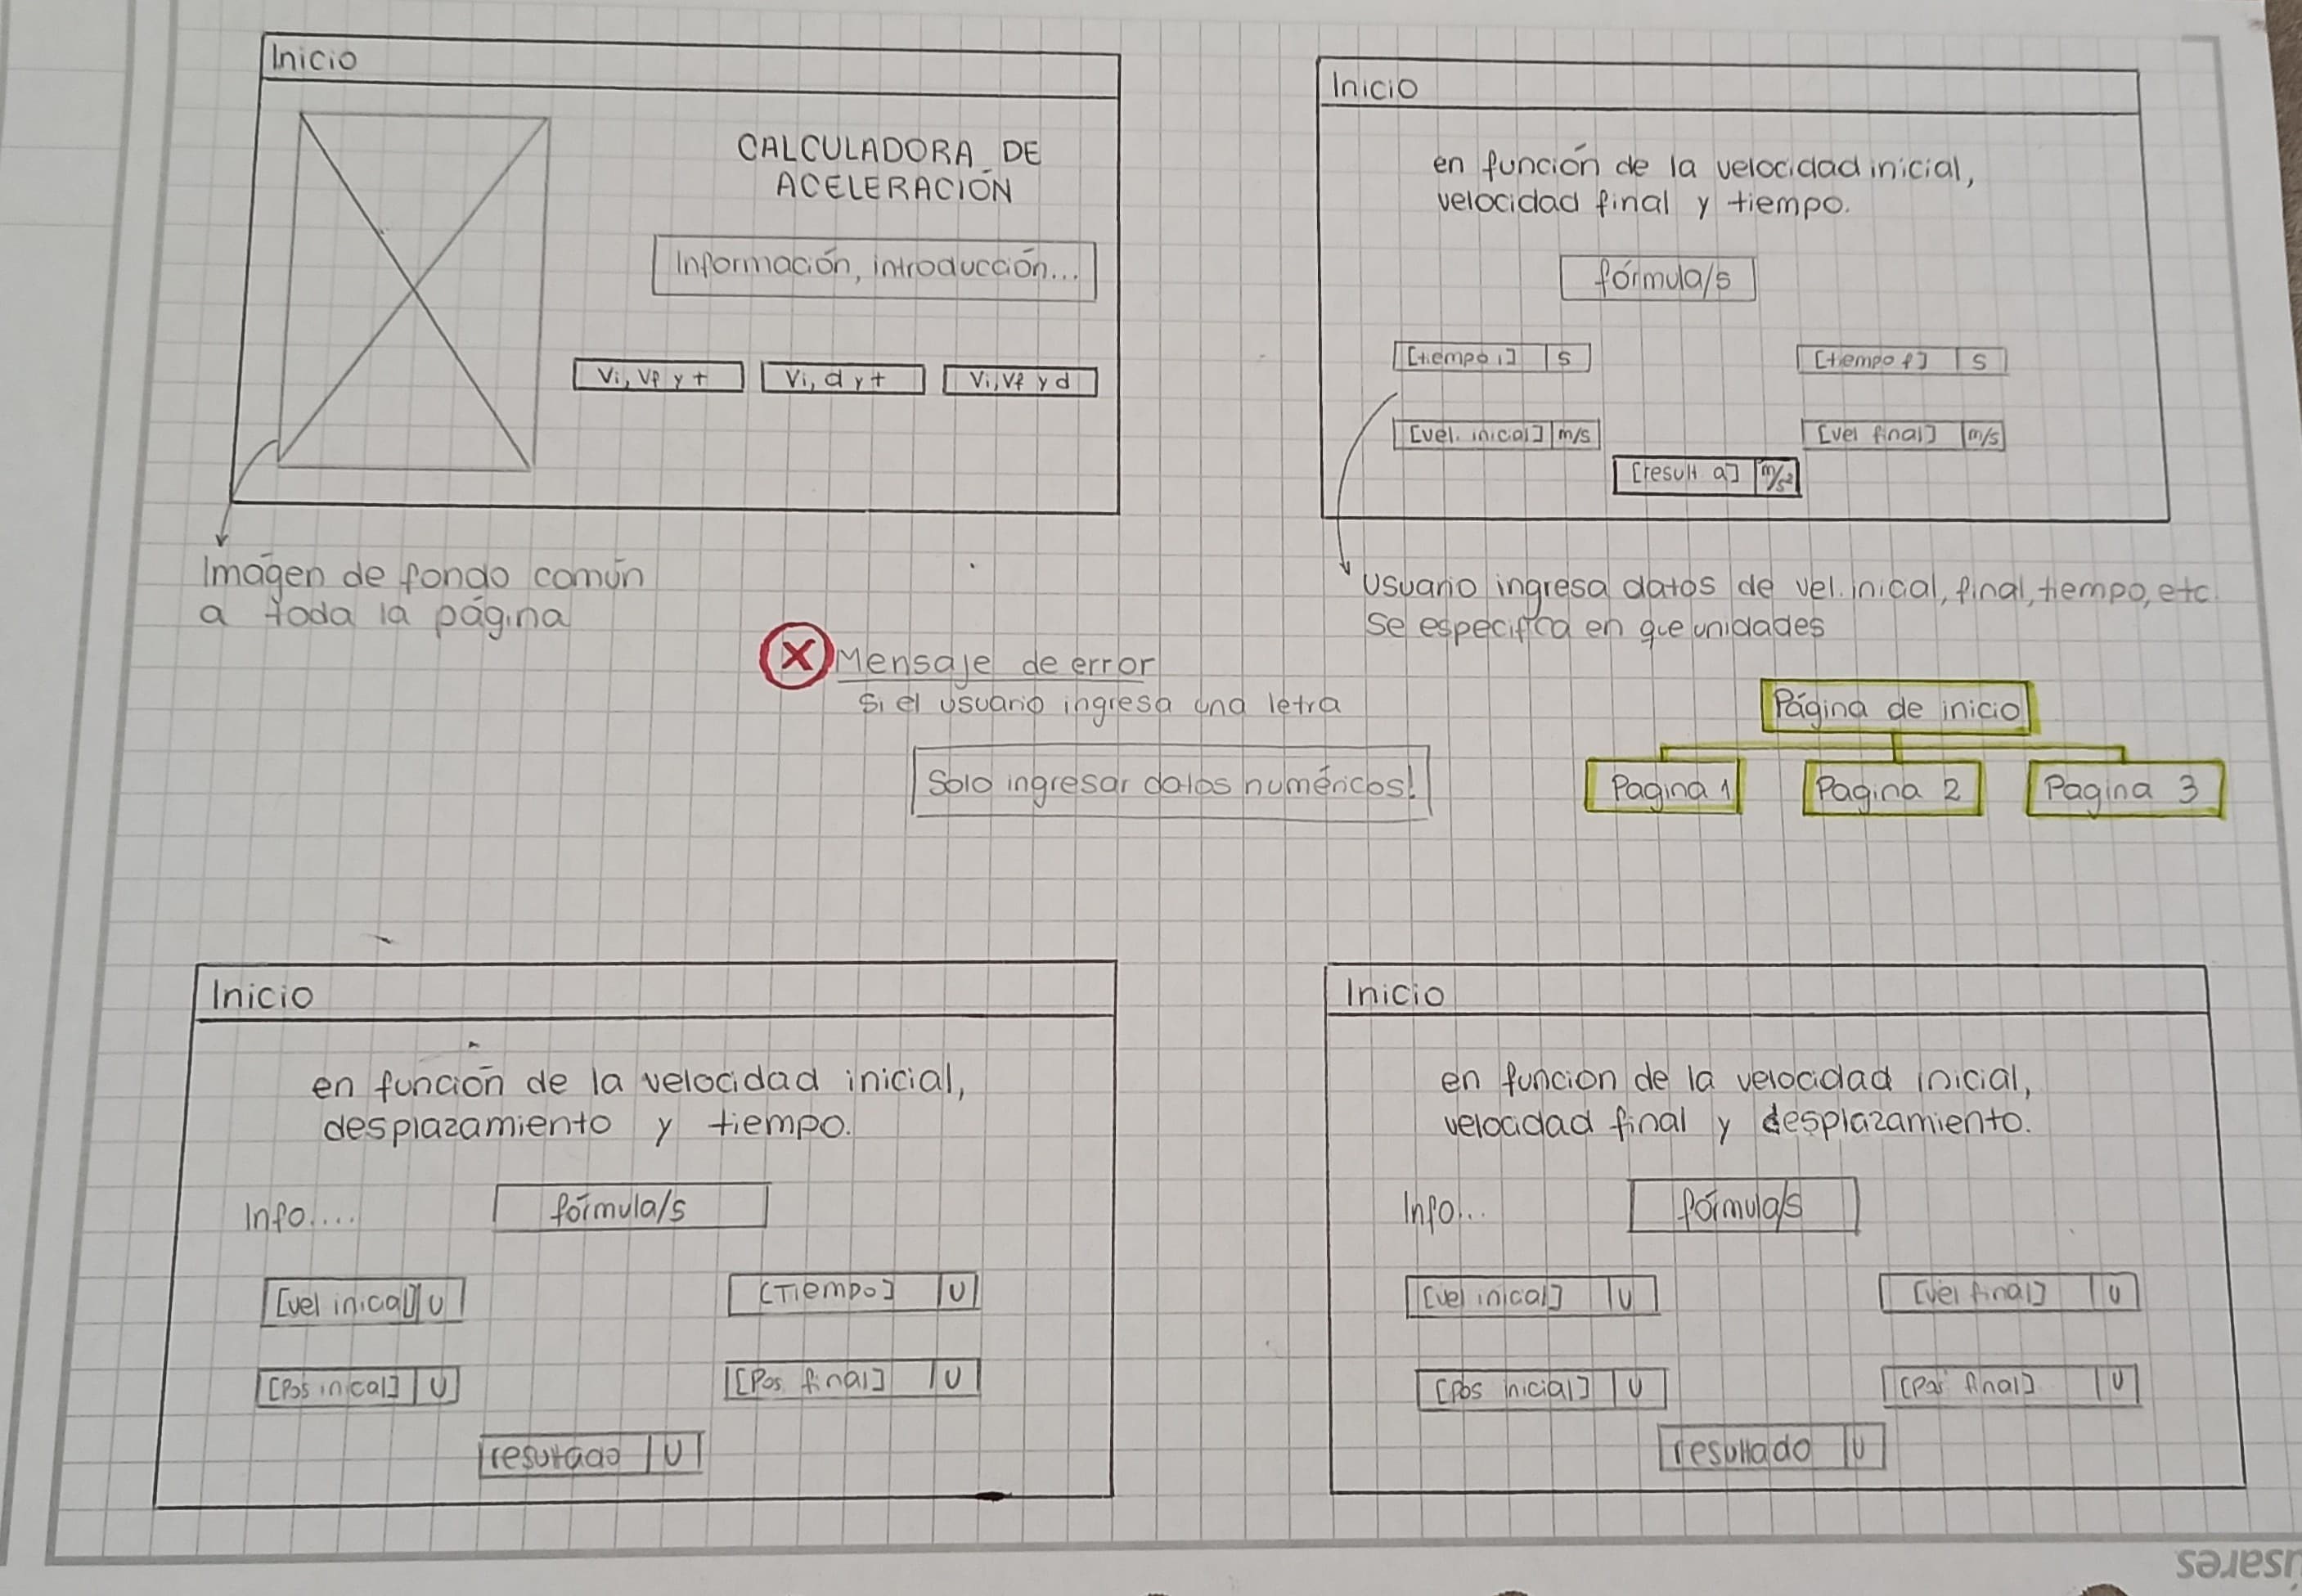 Inicio
CALCULADORA DE
ACELERACIÓN
Información, introducción...
Vi, Vf y t
Vi, d y t
Vi, Vf y d
Imágen de fondo común
a toda la página
Inicio
en función de la velocidad inicial,
velocidad final y tiempo.
fórmula/s
[tiempo i] s
[tiempo f] s
[vel. inicial] m/s
[vel final] m/s
[result a] m/s²
Usuario ingresa datos de vel. inicial, final, tiempo, etc.
Se especifica en que unidades
X Mensaje de error
si el usuario ingresa una letra
Solo ingresar datos numéricos!
Página de inicio
Pagina 1
Pagina 2
Pagina 3
Inicio
en función de la velocidad inicial,
desplazamiento y tiempo.
Info....
fórmula/s
[vel inicial] U
[Tiempo] U
[Pos inical] U
[Pos. final] U
resultado U
Inicio
en función de la velocidad inicial,
velocidad final y desplazamiento.
Info...
fórmula/s
[vel inical] U
[vel final] U
[pos inicial] U
[Pos final] U
resultado U
usares